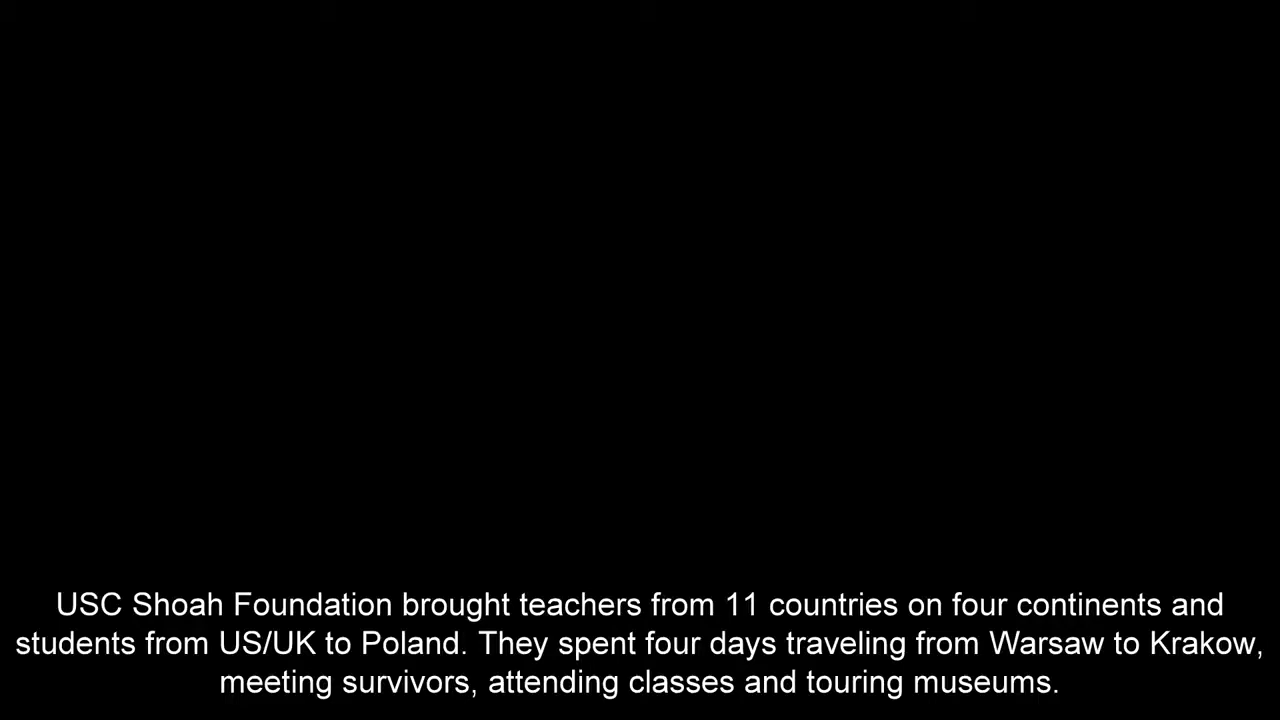 USC Shoah Foundation brought teachers from 11 countries on four continents and
students from US/UK to Poland. They spent four days traveling from Warsaw to Krakow,
meeting survivors, attending classes and touring museums.